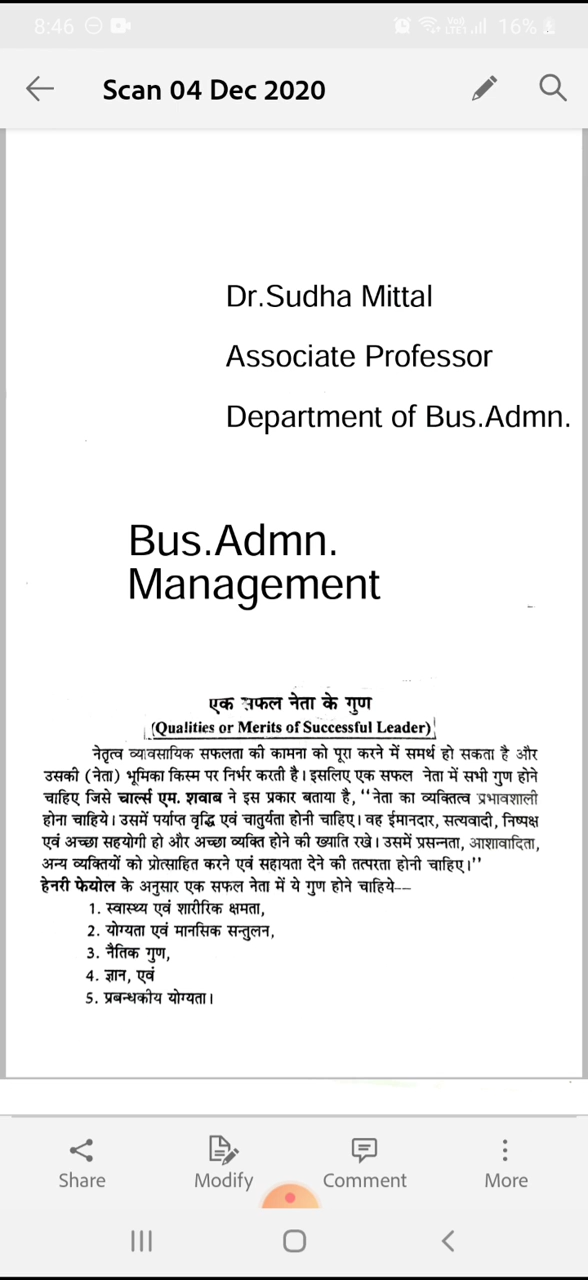 8:46
16%
Scan 04 Dec 2020
Dr.Sudha Mittal
Associate Professor
Department of Bus.Admn.
Bus.Admn.
Management
एक सफल नेता के गुण
(Qualities or Merits of Successful Leader)
नेतृत्व व्यावसायिक सफलता की कामना को पूरा करने में समर्थ हो सकता है और
उसकी (नेता) भूमिका किस्म पर निर्भर करती है। इसलिए एक सफल नेता में सभी गुण होने
चाहिए जिसे चार्ल्स एम. शवाब ने इस प्रकार बताया है, "नेता का व्यक्तित्व प्रभावशाली
होना चाहिये। उसमें पर्याप्त वृद्धि एवं चातुर्यता होनी चाहिए। वह ईमानदार, सत्यवादी, निष्पक्ष
एवं अच्छा सहयोगी हो और अच्छा व्यक्ति होने की ख्याति रखे। उसमें प्रसन्नता, आशावादिता,
अन्य व्यक्तियों को प्रोत्साहित करने एवं सहायता देने की तत्परता होनी चाहिए।"
हेनरी फेयोल के अनुसार एक सफल नेता में ये गुण होने चाहिये--
1. स्वास्थ्य एवं शारीरिक क्षमता,
2. योग्यता एवं मानसिक सन्तुलन,
3. नैतिक गुण,
4. ज्ञान, एवं
5. प्रबन्धकीय योग्यता।
Share
Modify
Comment
More